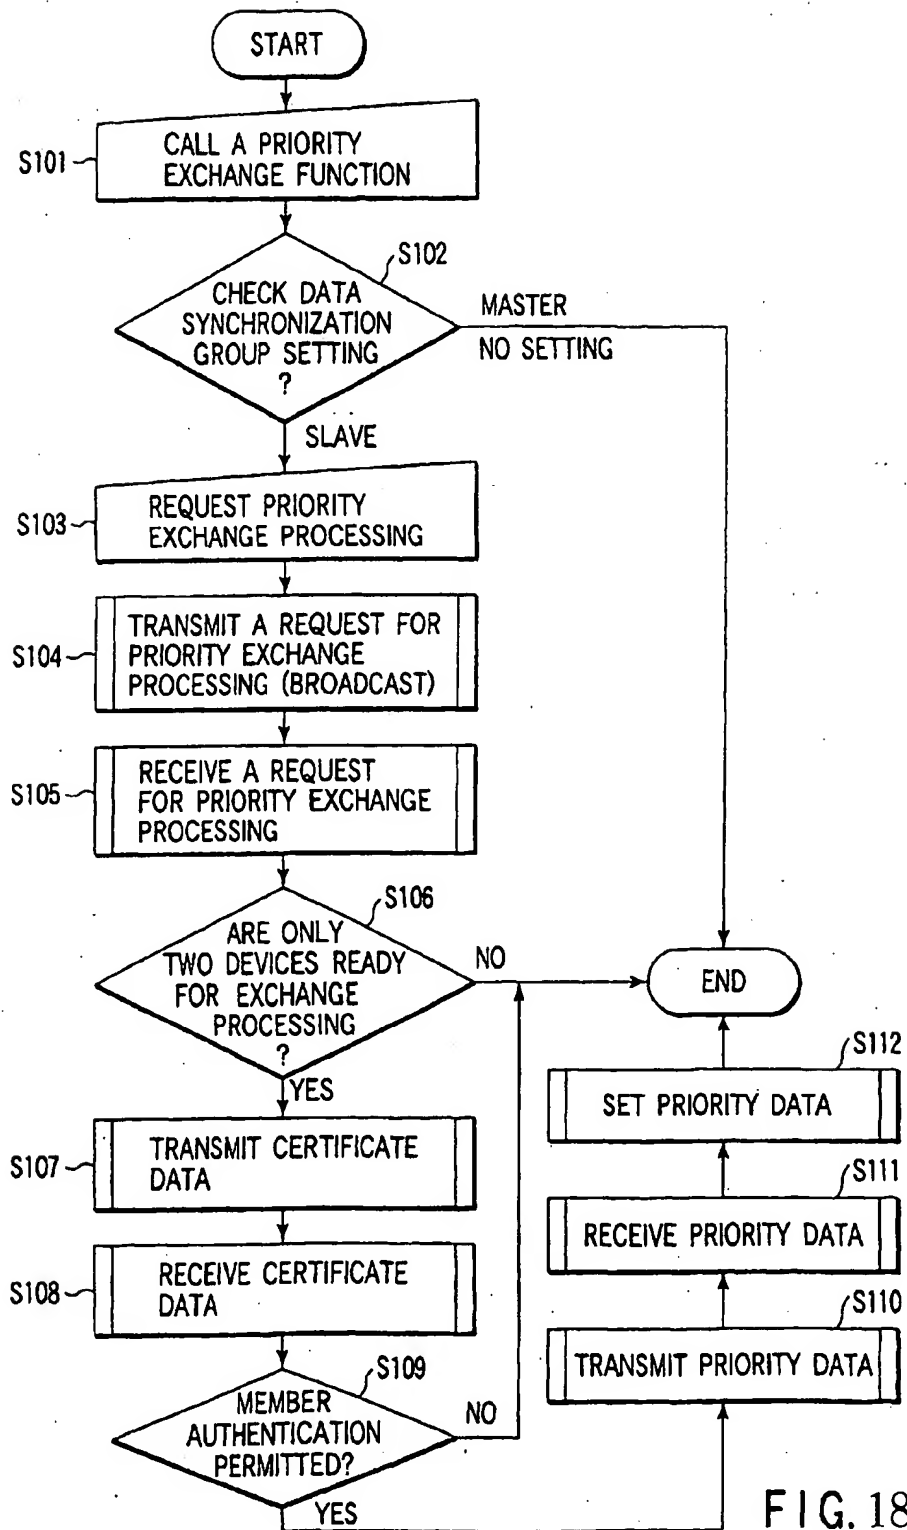 START
S101
CALL A PRIORITY
EXCHANGE FUNCTION
S102
CHECK DATA
SYNCHRONIZATION
GROUP SETTING
?
MASTER
NO SETTING
SLAVE
S103
REQUEST PRIORITY
EXCHANGE PROCESSING
S104
TRANSMIT A REQUEST FOR
PRIORITY EXCHANGE
PROCESSING (BROADCAST)
S105
RECEIVE A REQUEST
FOR PRIORITY EXCHANGE
PROCESSING
S106
ARE ONLY
TWO DEVICES READY
FOR EXCHANGE
PROCESSING
?
NO
YES
END
S107
TRANSMIT CERTIFICATE
DATA
S108
RECEIVE CERTIFICATE
DATA
S109
MEMBER
AUTHENTICATION
PERMITTED?
NO
YES
S112
SET PRIORITY DATA
S111
RECEIVE PRIORITY DATA
S110
TRANSMIT PRIORITY DATA
FIG. 18